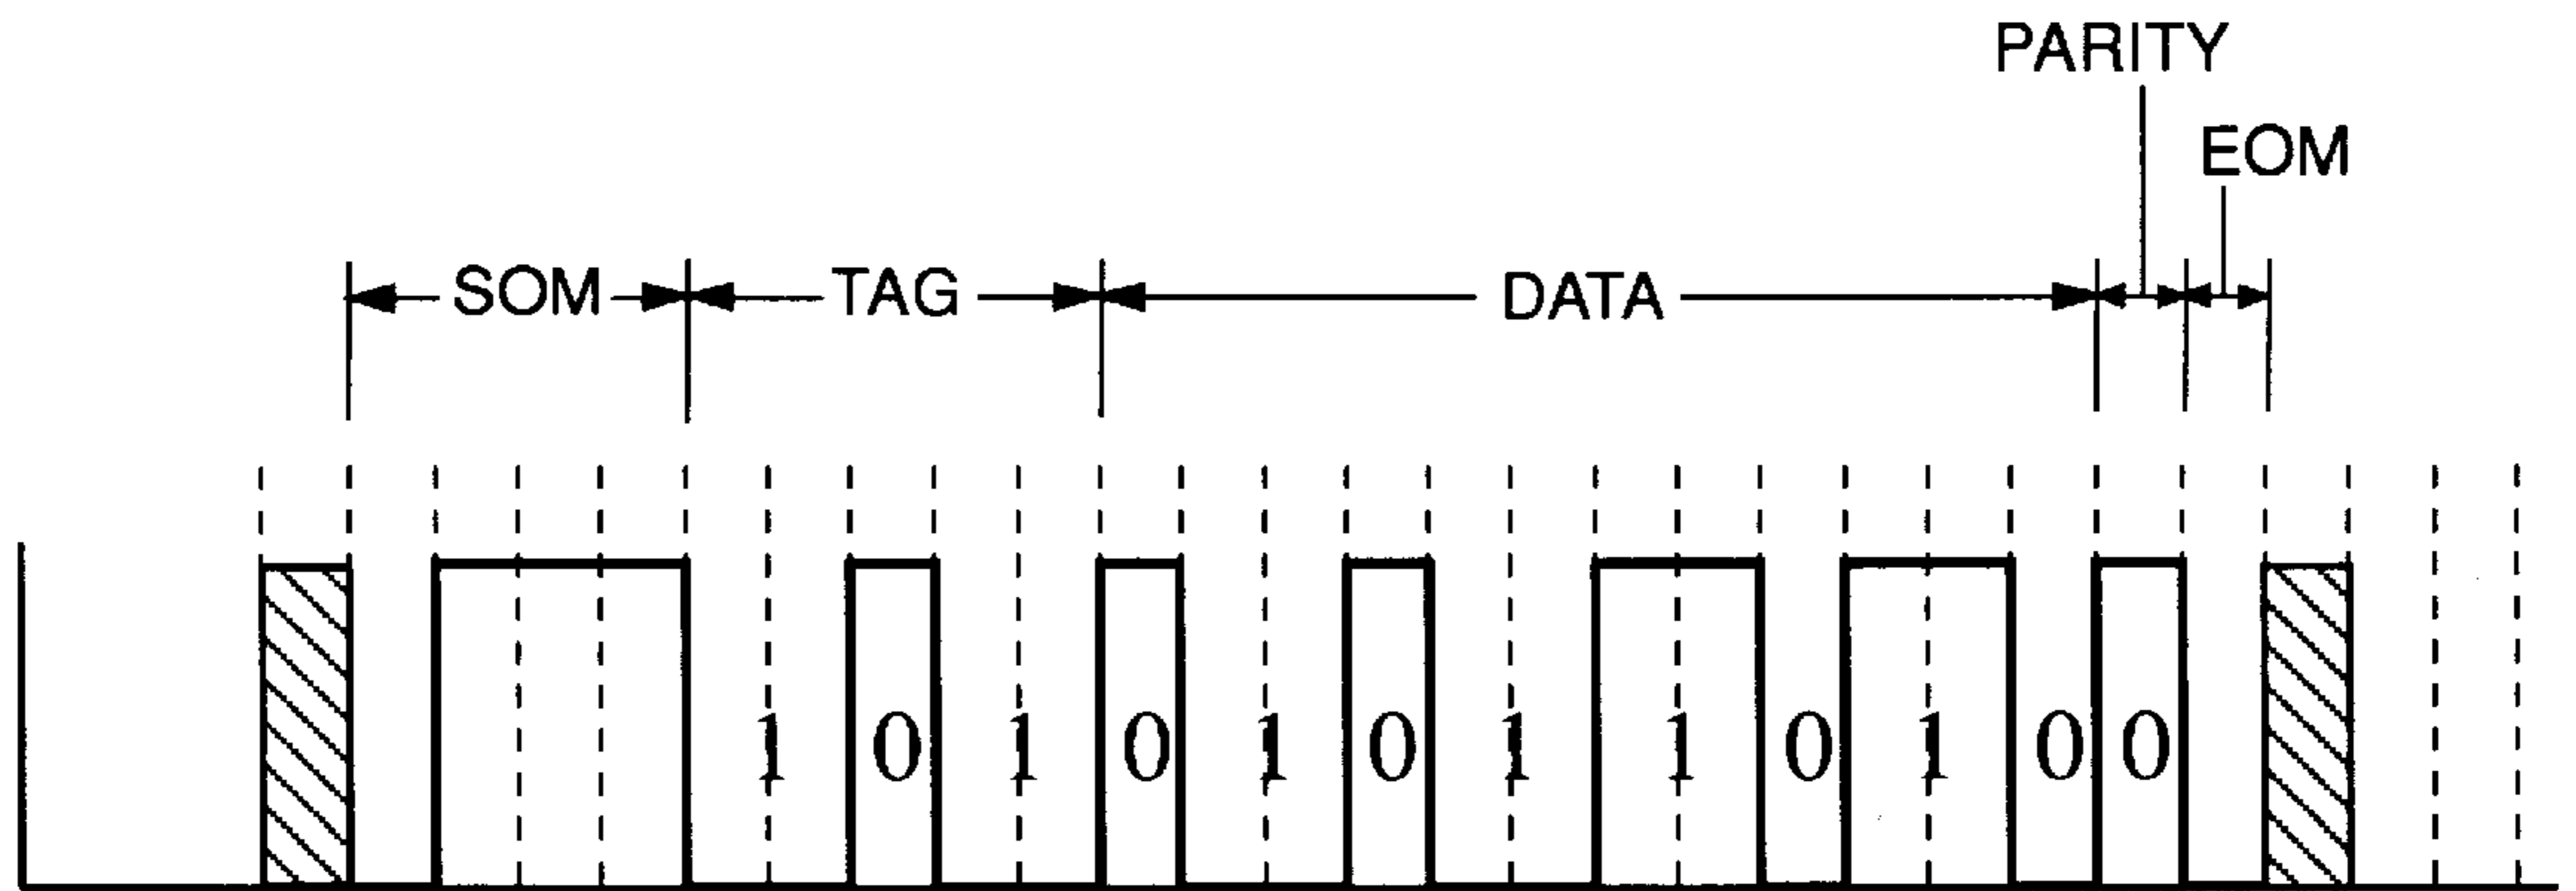 PARITY
EOM
SOM TAG DATA
1 0 1 0 1 0 1 1 0 1 0 0